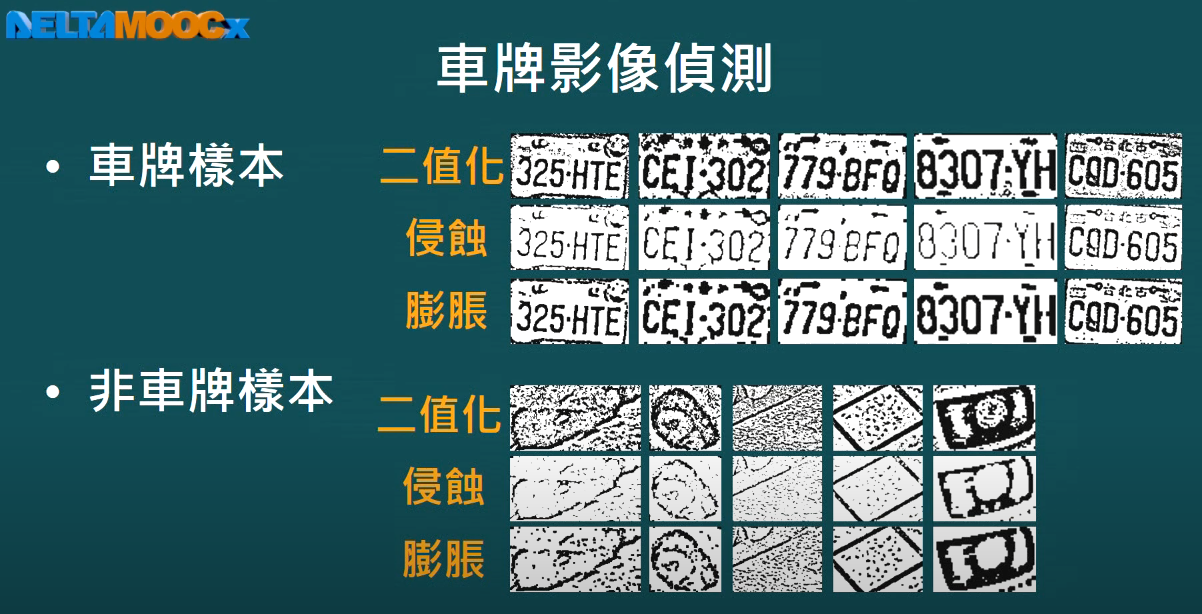 DELTAMOOCx
車牌影像偵測
• 車牌樣本
二值化
325·HTE
CEI·302
779·BFQ
8307·YH
台北市
CQD·605
侵蝕
325·HTE
CEI·302
779·BFQ
8307·YH
台北市
CQD·605
膨脹
325·HTE
CEI·302
779·BFQ
8307·YH
台北市
CQD·605
• 非車牌樣本
二值化
侵蝕
膨脹